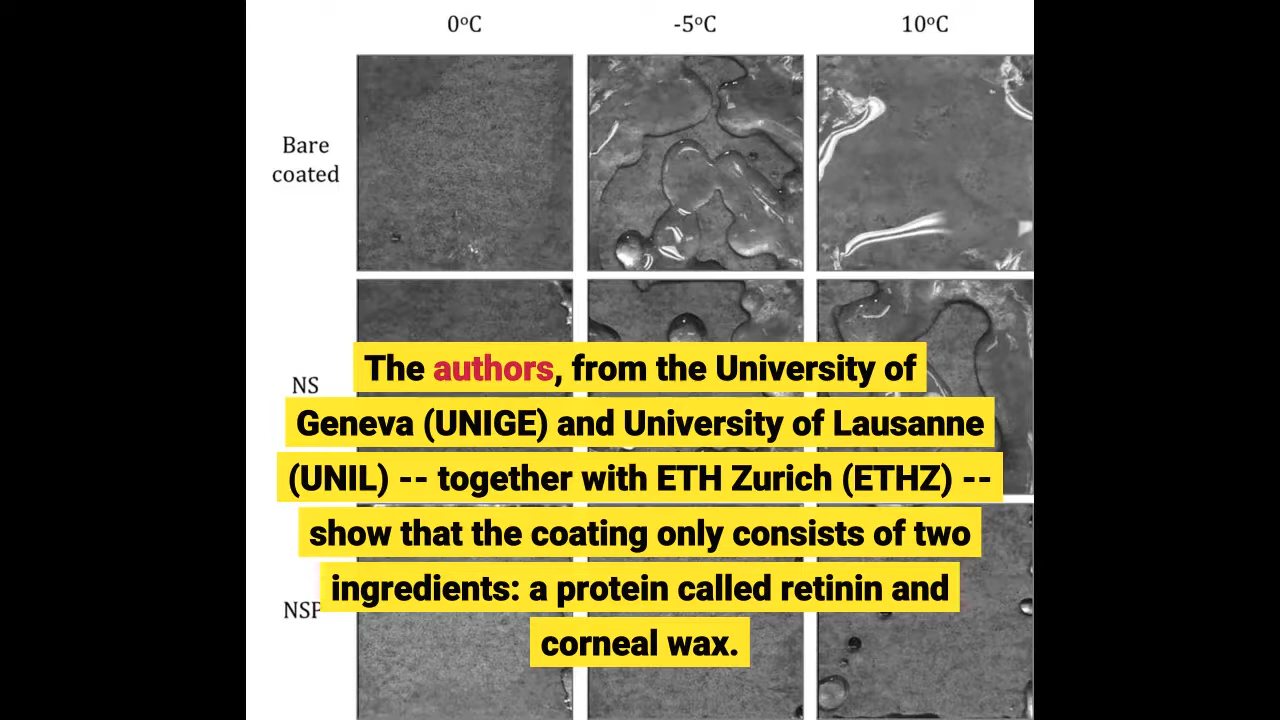 0°C -5°C 10°C
Bare
coated
NS
NSP
The authors, from the University of
Geneva (UNIGE) and University of Lausanne
(UNIL) -- together with ETH Zurich (ETHZ) --
show that the coating only consists of two
ingredients: a protein called retinin and
corneal wax.